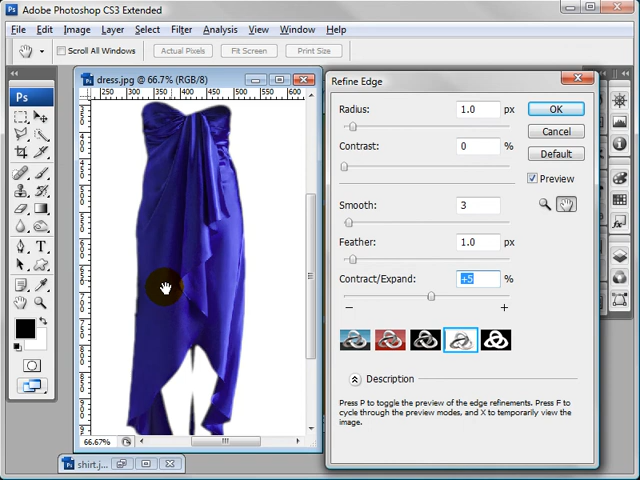 Ps Adobe Photoshop CS3 Extended
File Edit Image Layer Select Filter Analysis View Window Help
Scroll All Windows Actual Pixels Fit Screen Print Size
Ps
T
dress.jpg @ 66.7% (RGB/8)
300 350 400 450 500 550 600
66.67%
shirt.j...
Refine Edge
Radius: 1.0 px
OK
Cancel
Contrast: 0 %
Default
Preview
Smooth: 3
Feather: 1.0 px
Contract/Expand: +5 %
− +
Description
Press P to toggle the preview of the edge refinements. Press F to
cycle through the preview modes, and X to temporarily view the
image.